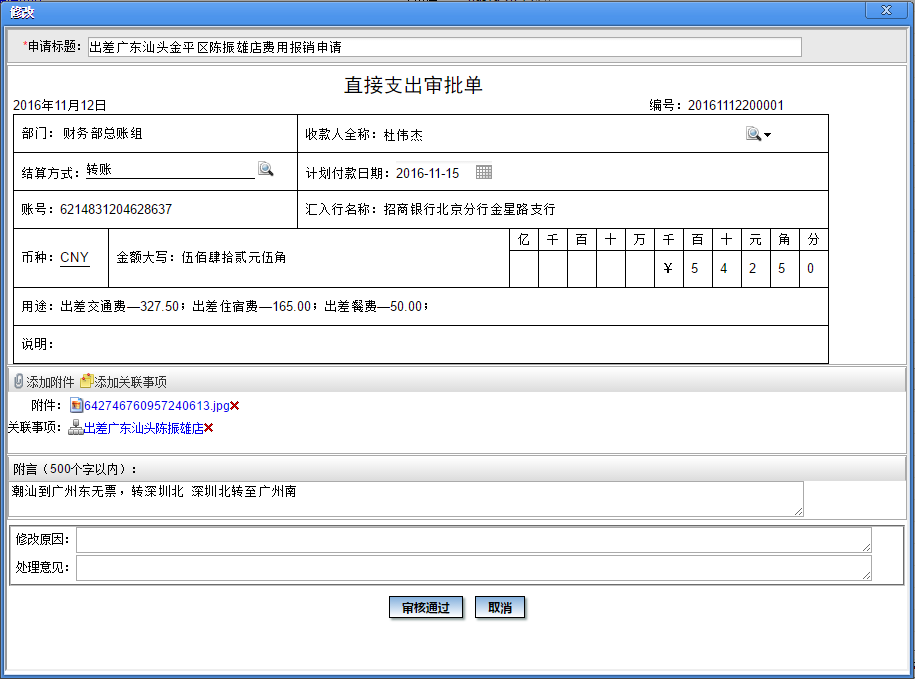 修改
*申请标题：出差广东汕头金平区陈振雄店费用报销申请
直接支出审批单
2016年11月12日 编号：20161112200001
部门：财务部总账组 收款人全称：杜伟杰
结算方式：转账 计划付款日期：2016-11-15
账号：6214831204628637 汇入行名称：招商银行北京分行金星路支行
亿 千 百 十 万 千 百 十 元 角 分
币种：CNY 金额大写：伍佰肆拾贰元伍角
¥ 5 4 2 5 0
用途：出差交通费—327.50；出差住宿费—165.00；出差餐费—50.00；
说明：
添加附件 添加关联事项
附件：642746760957240613.jpg
关联事项：出差广东汕头陈振雄店
附言（500个字以内）：
潮汕到广州东无票，转深圳北 深圳北转至广州南
修改原因：
处理意见：
审核通过 取消